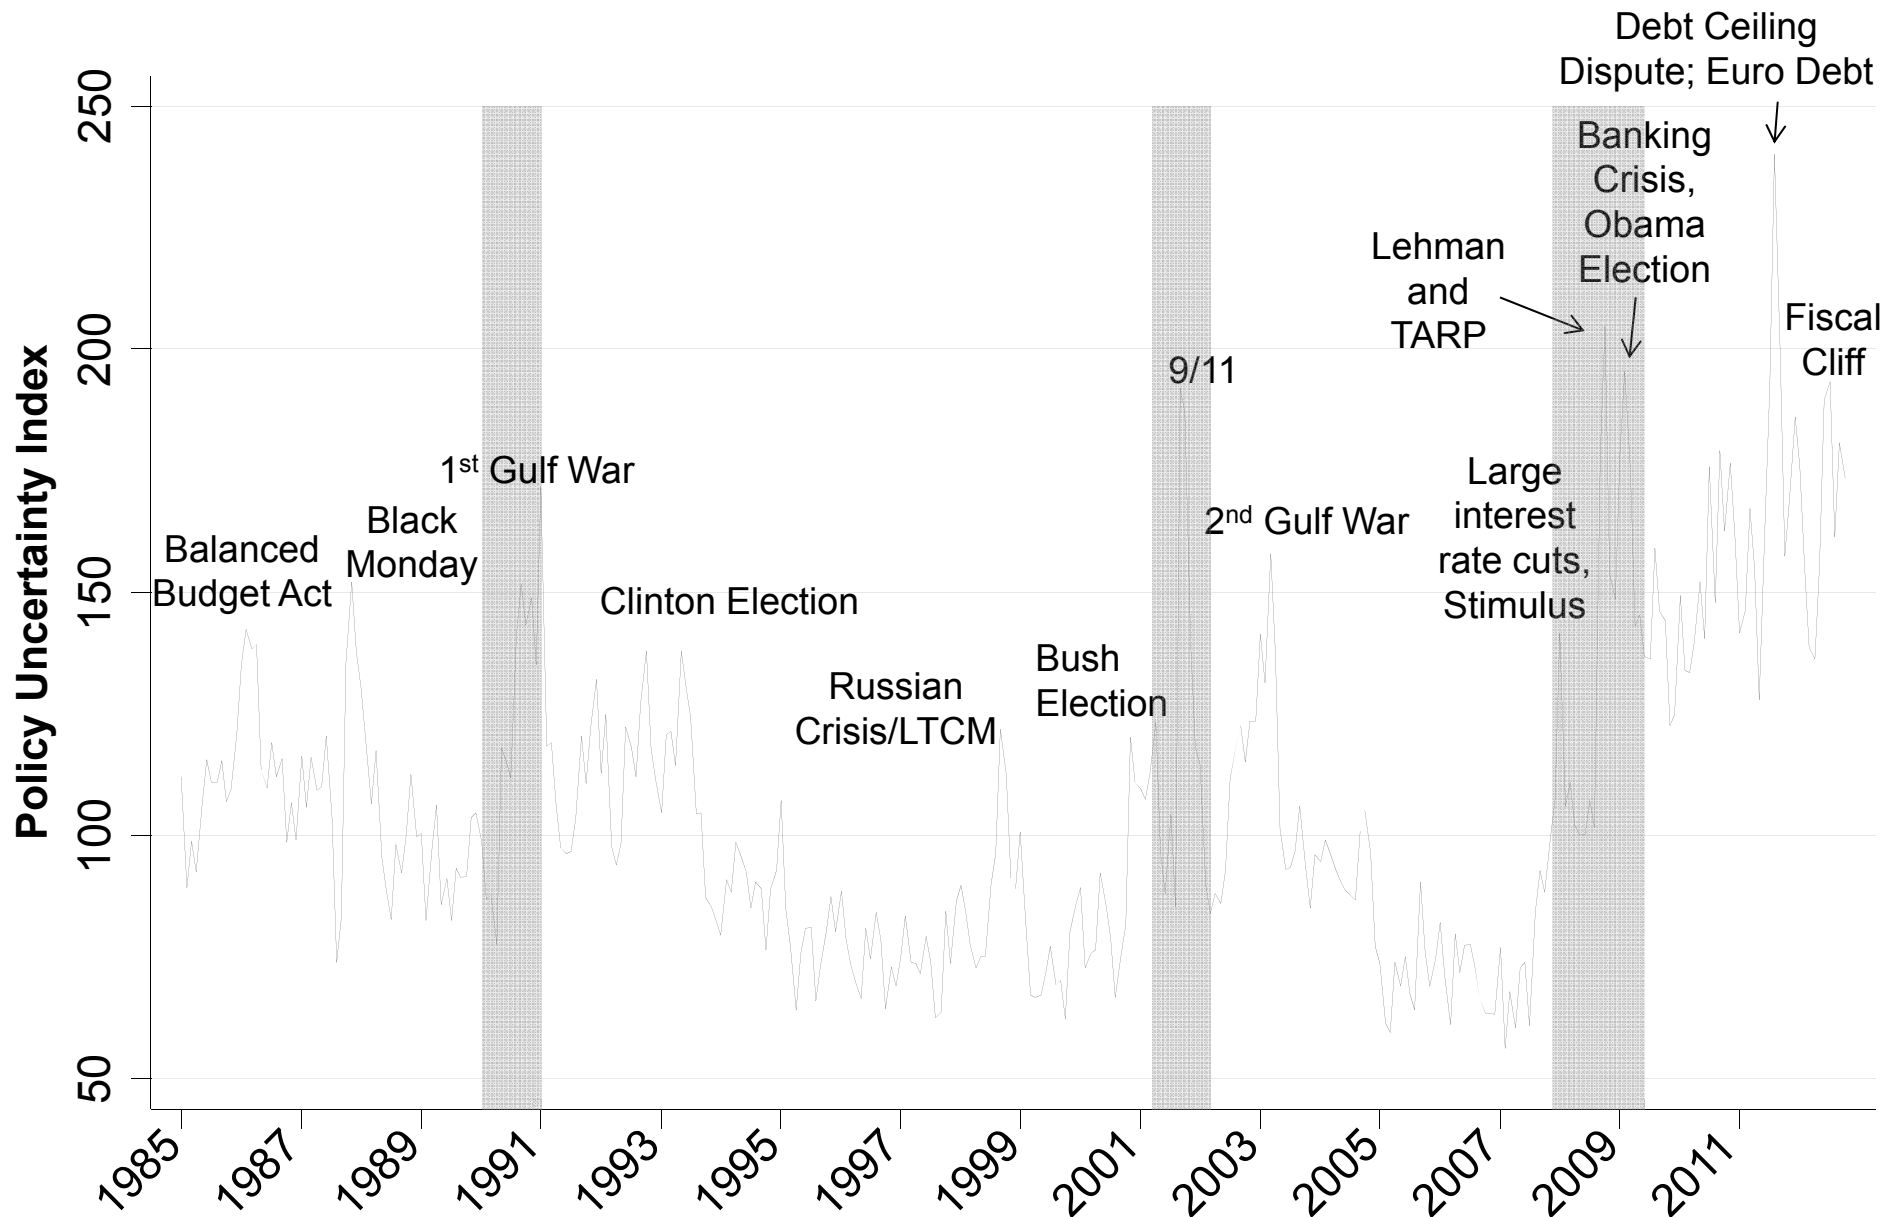 Debt Ceiling
Dispute; Euro Debt
Banking
Crisis,
Obama
Election
Lehman
and
TARP
Fiscal
Cliff
9/11
1st Gulf War
Large
interest
rate cuts,
Stimulus
Black
Monday
2nd Gulf War
Balanced
Budget Act
Clinton Election
Bush
Election
Russian
Crisis/LTCM
Policy Uncertainty Index
250
200
150
100
50
1985
1987
1989
1991
1993
1995
1997
1999
2001
2003
2005
2007
2009
2011